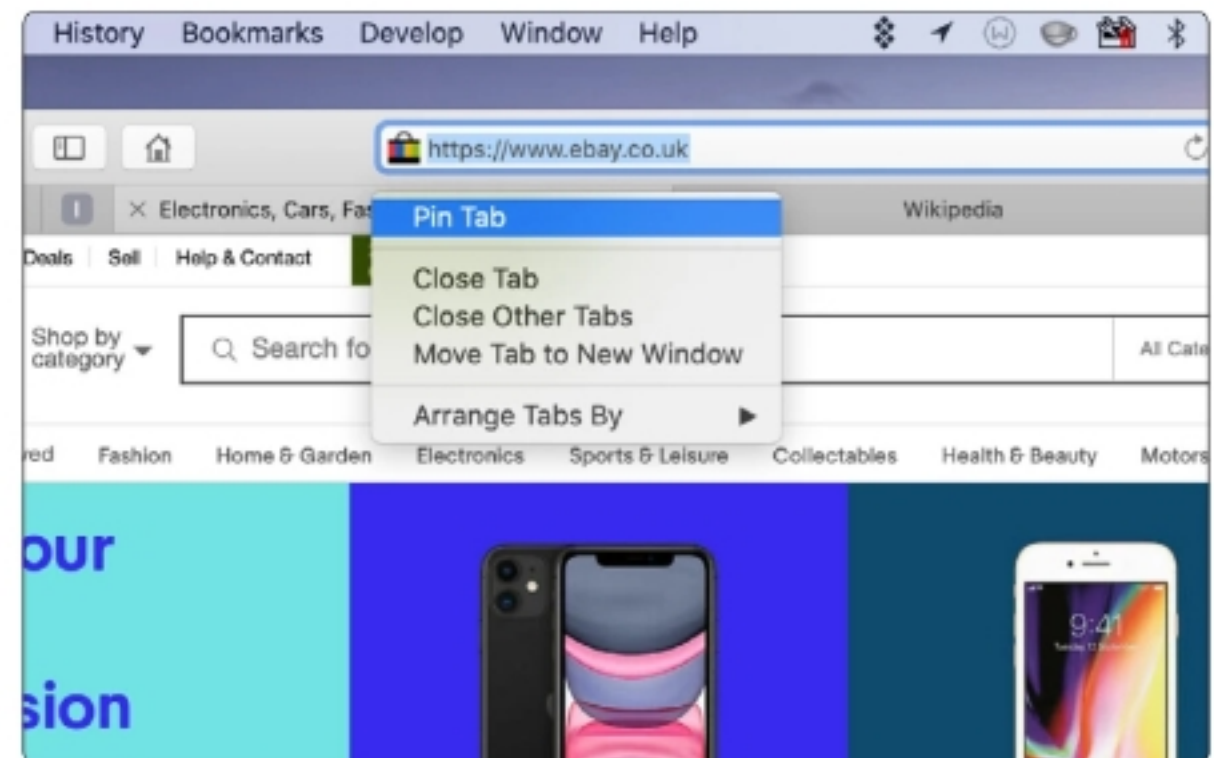 History Bookmarks Develop Window Help
https://www.ebay.co.uk
I
Electronics, Cars, Fas
Wikipedia
Pin Tab
Deals Sell Help & Contact
Close Tab
Close Other Tabs
Move Tab to New Window
Arrange Tabs By
Shop by
category
Search fo
All Cate
ved Fashion Home & Garden Electronics Sports & Leisure Collectables Health & Beauty Motors
our
sion
9:41